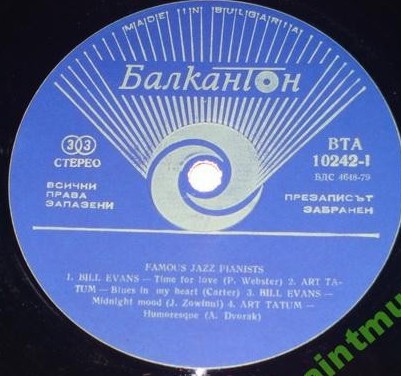 MADE IN BULGARIA
Балкантон
33
СТЕРЕО
ВТА
10242-I
БДС 4648-79
ВСИЧКИ
ПРАВА
ЗАПАЗЕНИ
ПРЕЗАПИСЪТ
ЗАБРАНЕН
FAMOUS JAZZ PIANISTS
1. BILL EVANS — Time for love (P. Webster) 2. ART TA-
TUM — Blues in my heart (Carter) 3. BILL EVANS —
Midnight mood (J. Zowinul) 4. ART TATUM —
Humoresque (A. Dvorak)